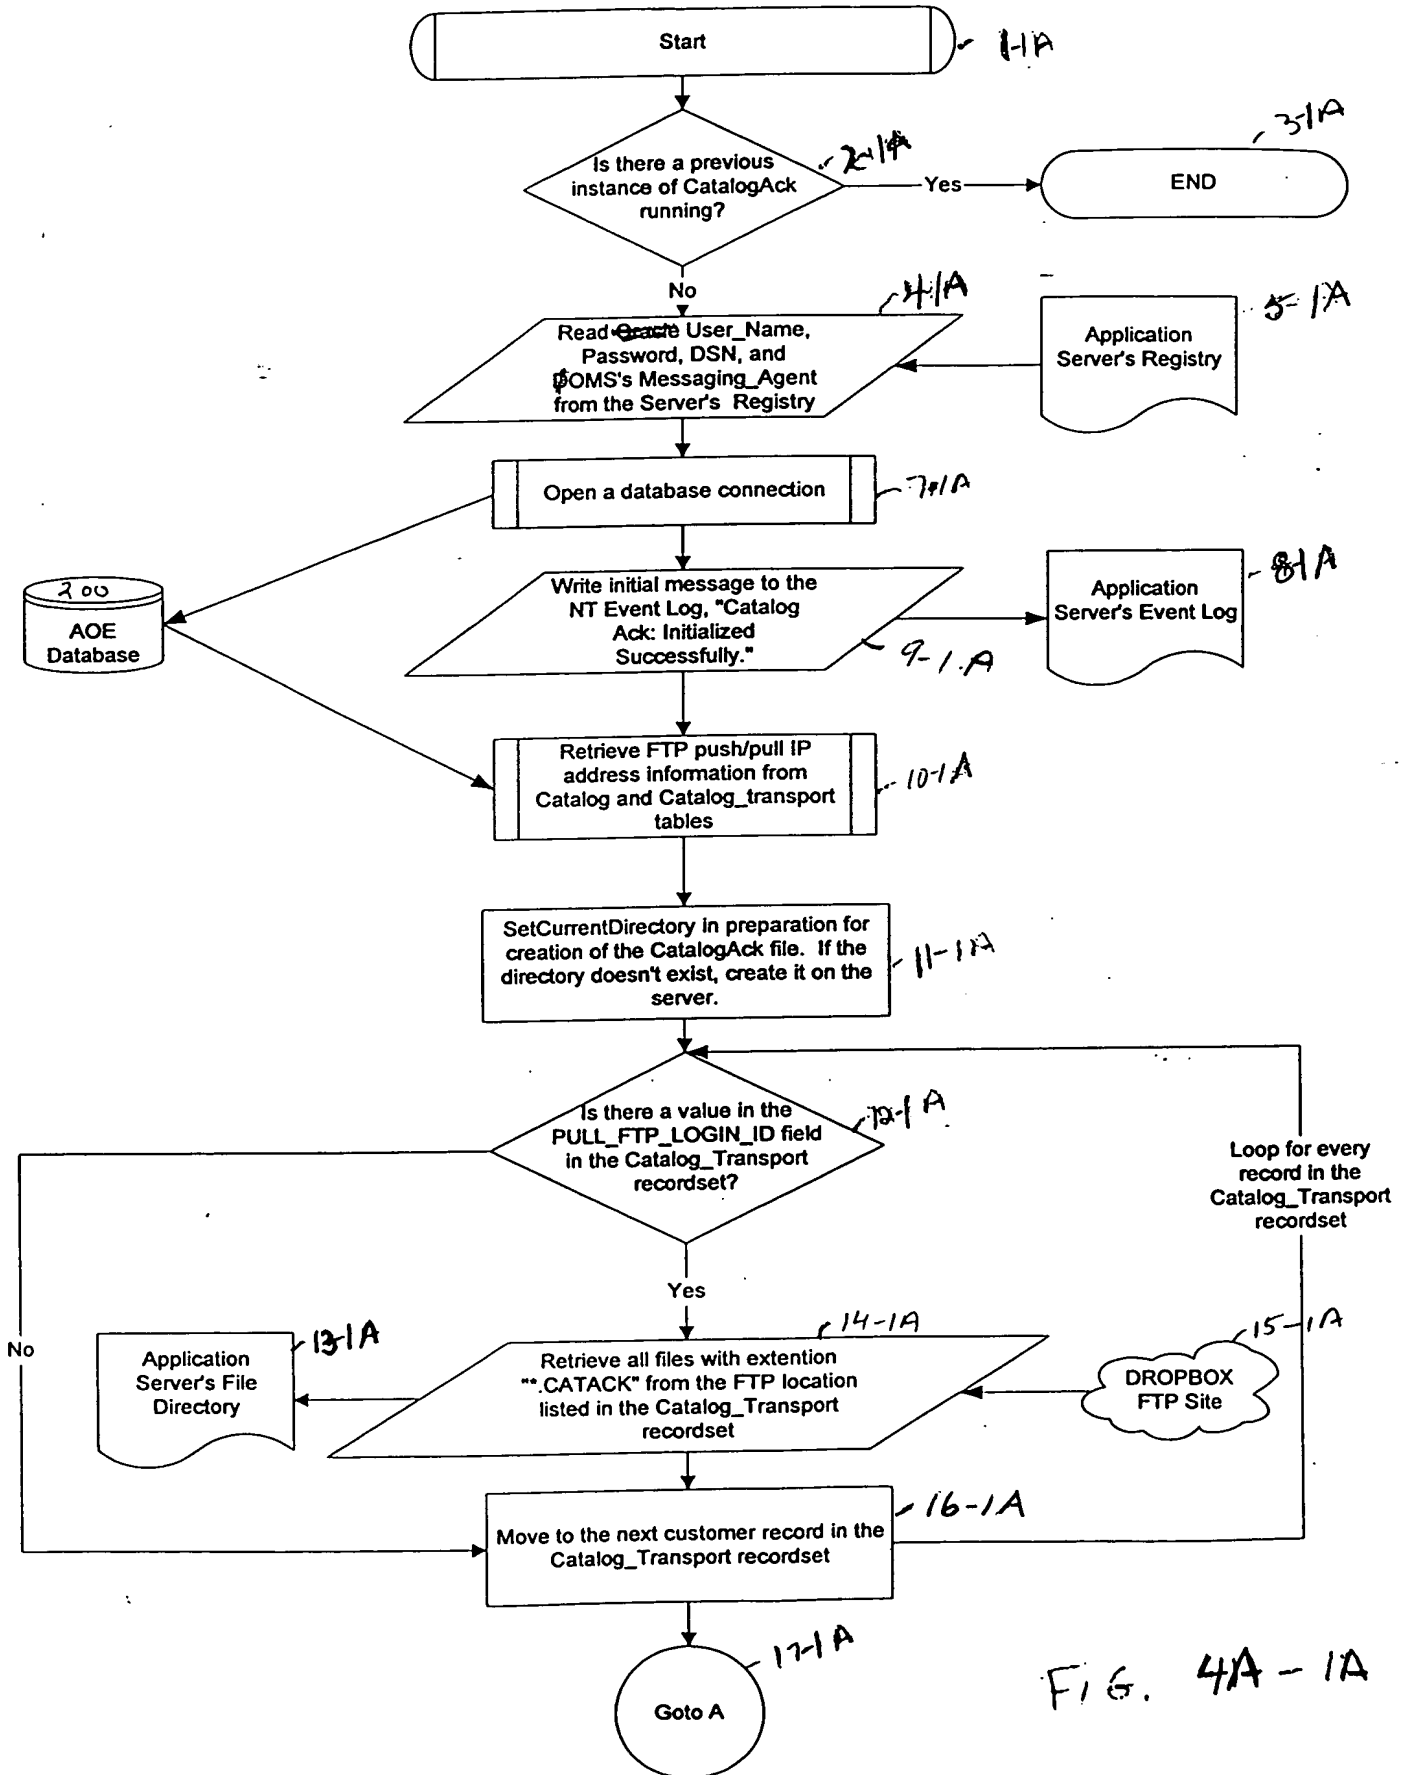 Start
1-1A
Is there a previous
instance of CatalogAck
running?
2-1A
Yes
END
3-1A
No
Read User_Name,
Password, DSN, and
OMS's Messaging_Agent
from the Server's Registry
4-1A
Application
Server's Registry
5-1A
Open a database connection
7-1A
200
AOE
Database
Write initial message to the
NT Event Log, "Catalog
Ack: Initialized
Successfully."
9-1.A
Application
Server's Event Log
8-1A
Retrieve FTP push/pull IP
address information from
Catalog and Catalog_transport
tables
10-1A
SetCurrentDirectory in preparation for
creation of the CatalogAck file. If the
directory doesn't exist, create it on the
server.
11-1A
Is there a value in the
PULL_FTP_LOGIN_ID field
in the Catalog_Transport
recordset?
12-1A
Loop for every
record in the
Catalog_Transport
recordset
Yes
No
Application
Server's File
Directory
13-1A
Retrieve all files with extention
"*.CATACK" from the FTP location
listed in the Catalog_Transport
recordset
14-1A
DROPBOX
FTP Site
15-1A
Move to the next customer record in the
Catalog_Transport recordset
16-1A
Goto A
17-1A
FIG. 4A-1A